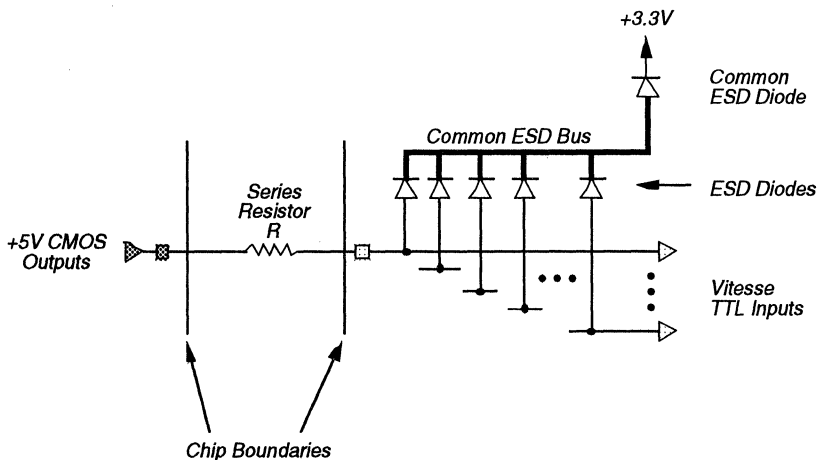 +3.3V
Common
ESD Diode
Common ESD Bus
ESD Diodes
Series
Resistor
R
+5V CMOS
Outputs
Vitesse
TTL Inputs
Chip Boundaries